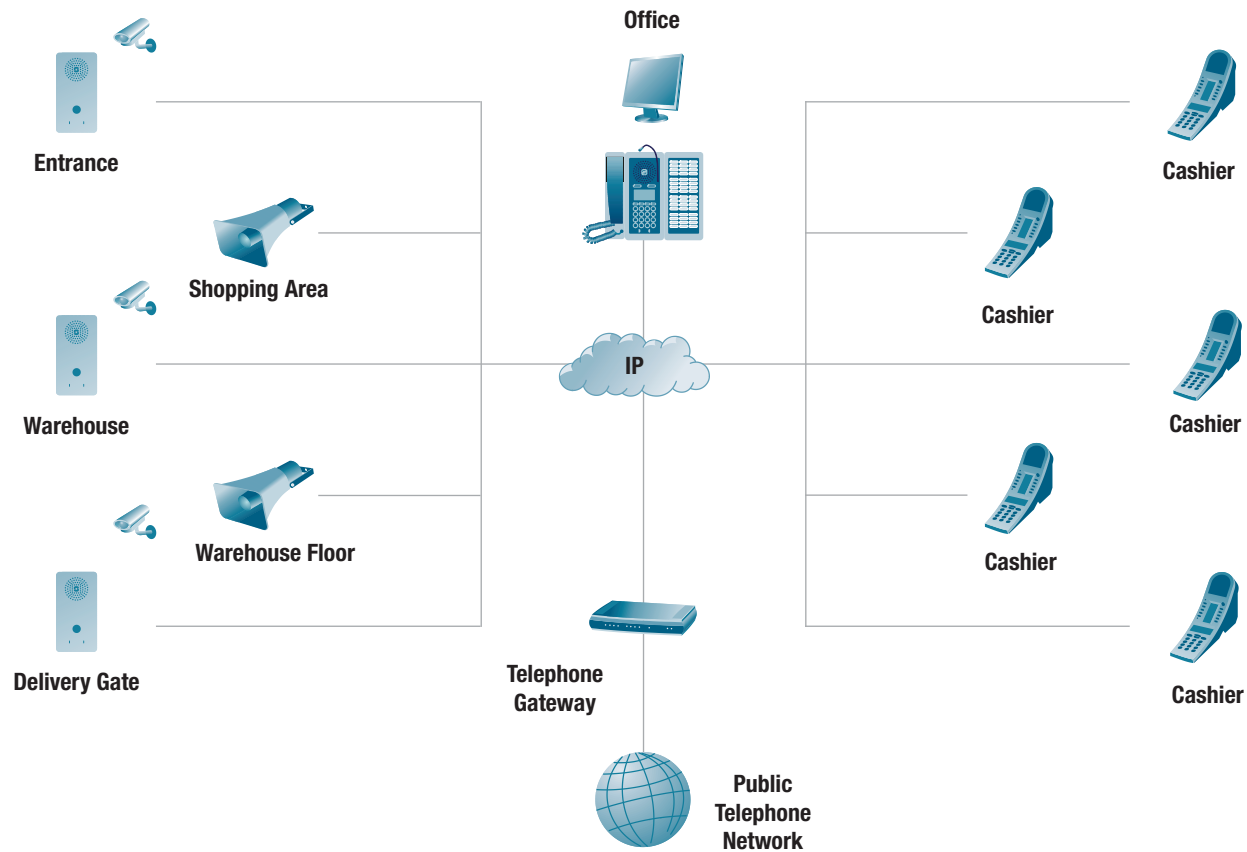 Office
Entrance
Cashier
Shopping Area
Cashier
IP
Warehouse
Cashier
Warehouse Floor
Cashier
Delivery Gate
Telephone
Gateway
Cashier
Public
Telephone
Network